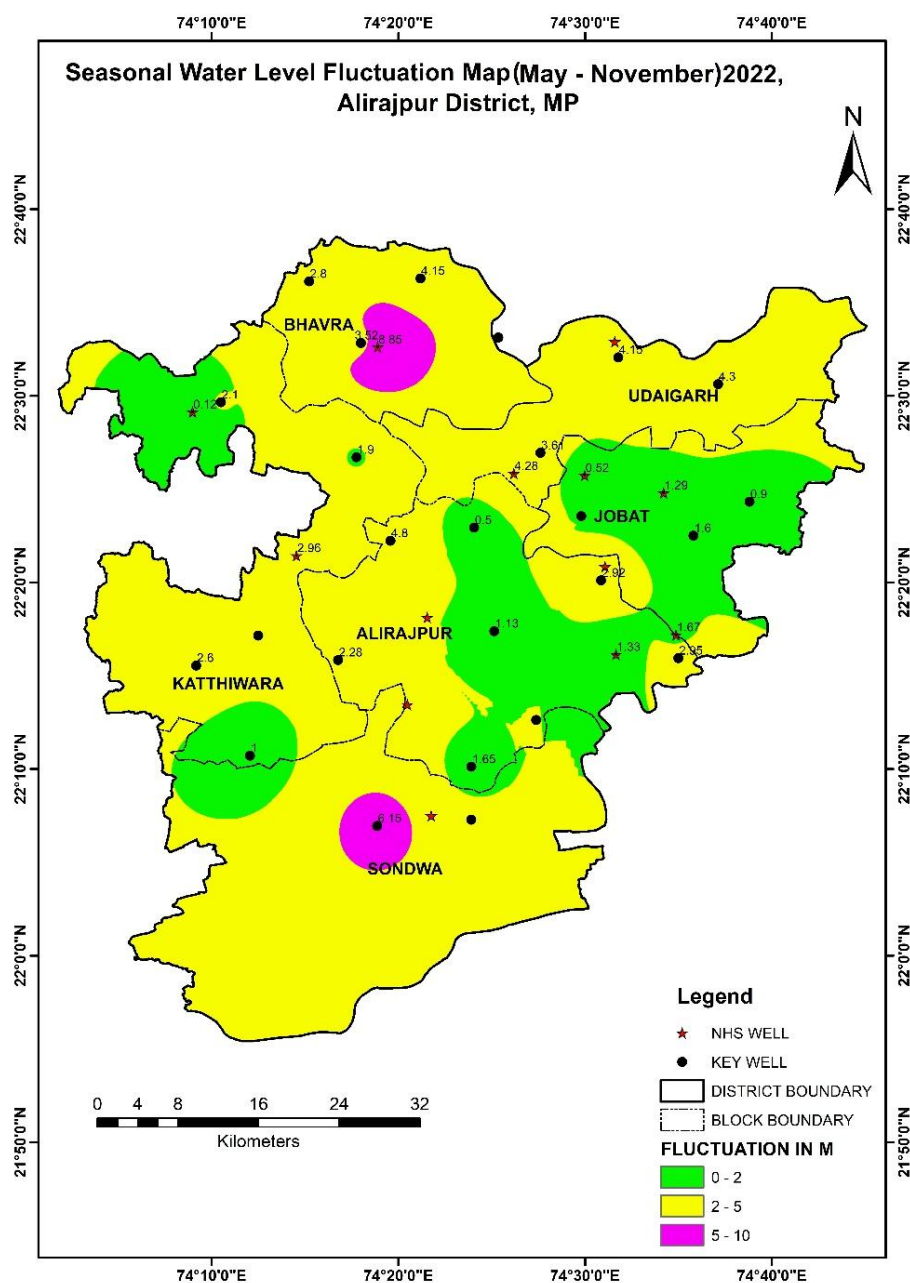 74°10'0"E 74°20'0"E 74°30'0"E 74°40'0"E
Seasonal Water Level Fluctuation Map(May - November)2022,
Alirajpur District, MP
N
22°40'0"N 22°40'0"N
2.8 4.15
BHAVRA
3.52 8.85
4.15
4.3
UDAIGARH
22°30'0"N 22°30'0"N
2.1
0.12
3.61
1.9
4.28 0.52
1.29
0.9
JOBAT
0.5
1.6
4.8
2.96
22°20'0"N 22°20'0"N
2.92
ALIRAJPUR
1.13
1.67
1.33
2.95
2.28
2.6
KATTHIWARA
1
1.65
22°10'0"N 22°10'0"N
6.15
SONDWA
22°0'0"N 22°0'0"N
Legend
NHS WELL
KEY WELL
DISTRICT BOUNDARY
BLOCK BOUNDARY
FLUCTUATION IN M
0 - 2
2 - 5
5 - 10
0 4 8 16 24 32
Kilometers
21°50'0"N 21°50'0"N
74°10'0"E 74°20'0"E 74°30'0"E 74°40'0"E